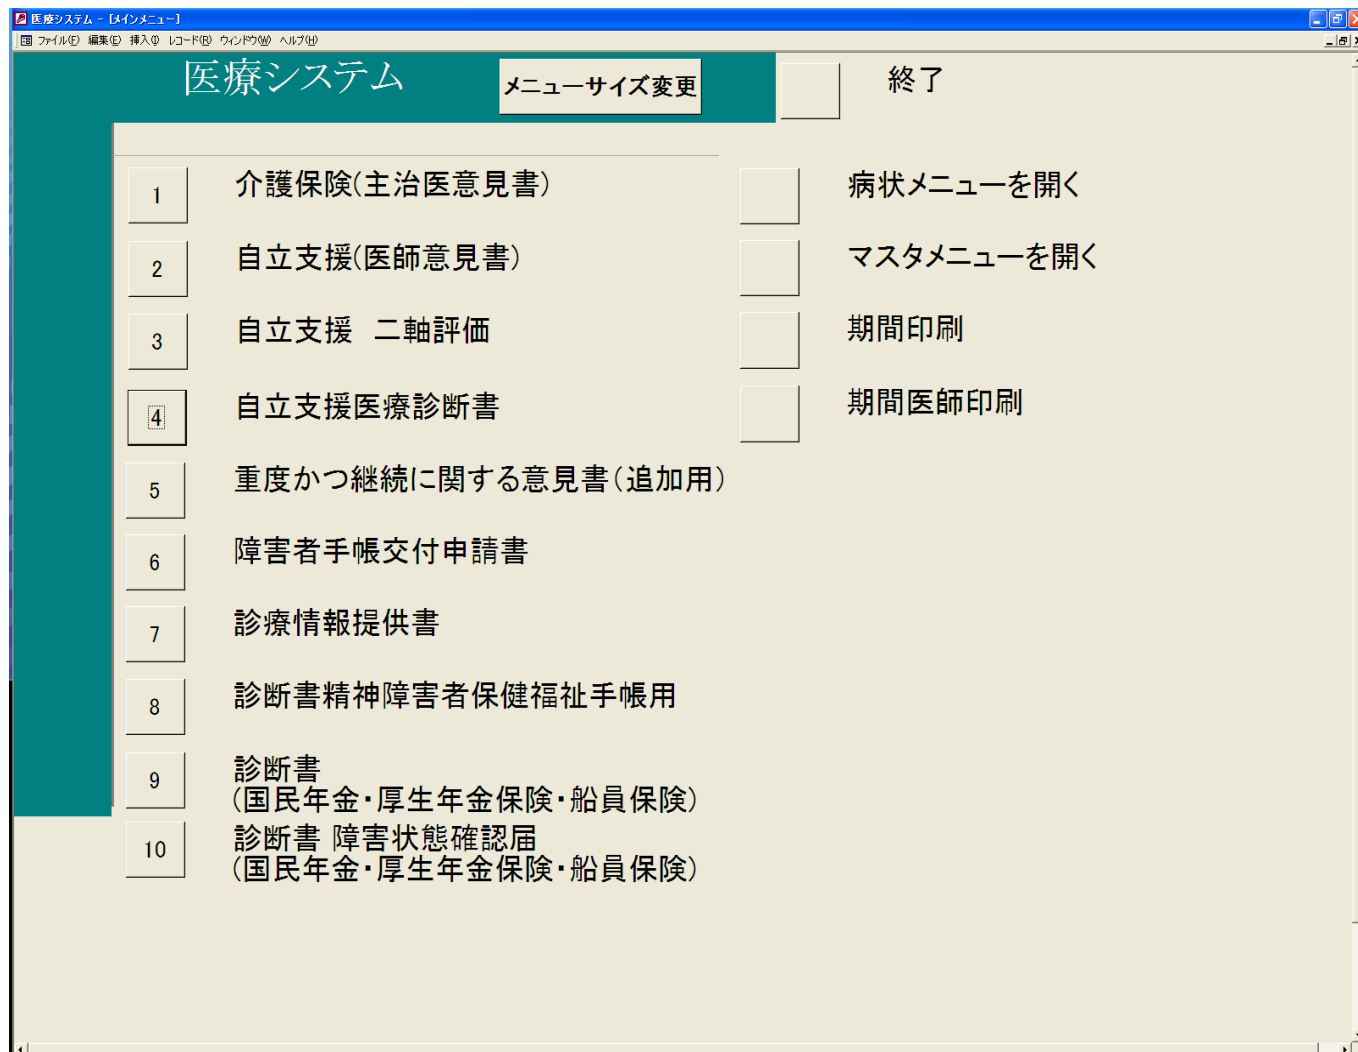 医療システム - [メインメニュー]
ファイル(F) 編集(E) 挿入(I) レコード(R) ウィンドウ(W) ヘルプ(H)
医療システム
メニューサイズ変更
終了
1 介護保険(主治医意見書)
2 自立支援(医師意見書)
3 自立支援 二軸評価
4 自立支援医療診断書
5 重度かつ継続に関する意見書(追加用)
6 障害者手帳交付申請書
7 診療情報提供書
8 診断書精神障害者保健福祉手帳用
9 診断書
(国民年金・厚生年金保険・船員保険)
10 診断書 障害状態確認届
(国民年金・厚生年金保険・船員保険)
病状メニューを開く
マスタメニューを開く
期間印刷
期間医師印刷